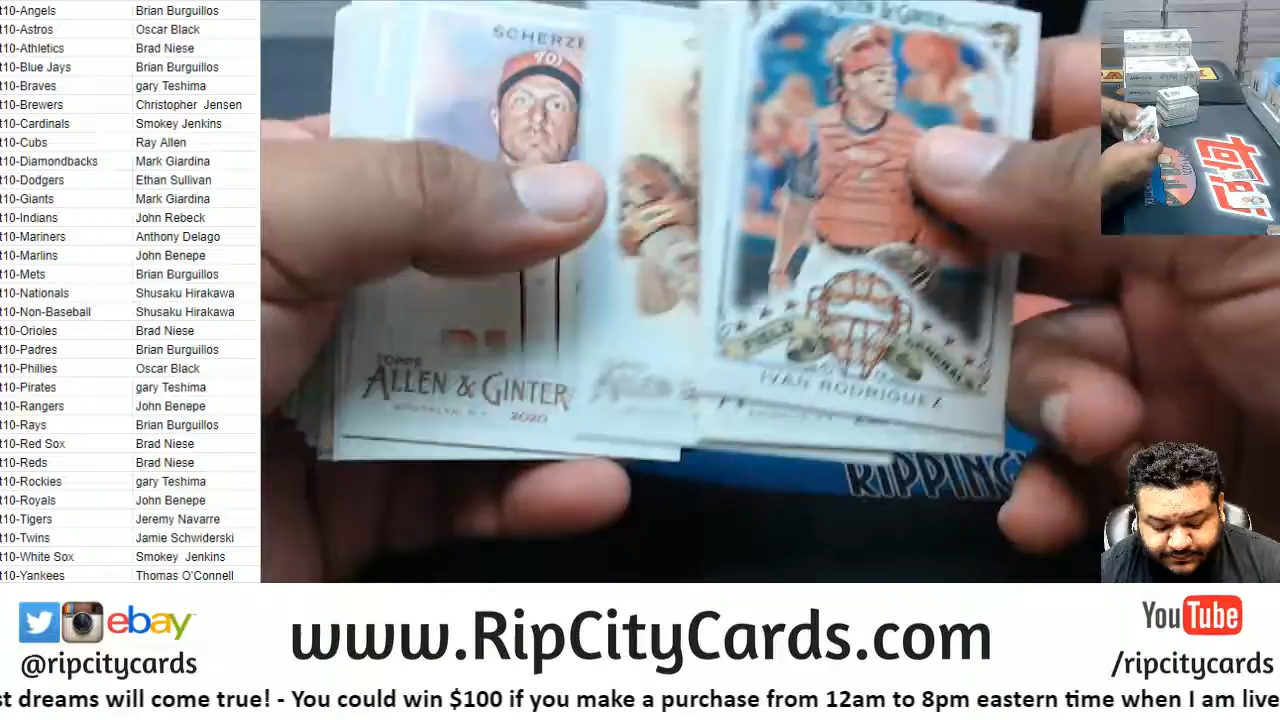 t10-Angels Brian Burguillos
t10-Astros Oscar Black
t10-Athletics Brad Niese
t10-Blue Jays Brian Burguillos
t10-Braves gary Teshima
t10-Brewers Christopher Jensen
t10-Cardinals Smokey Jenkins
t10-Cubs Ray Allen
t10-Diamondbacks Mark Giardina
t10-Dodgers Ethan Sullivan
t10-Giants Mark Giardina
t10-Indians John Rebeck
t10-Mariners Anthony Delago
t10-Marlins John Benepe
t10-Mets Brian Burguillos
t10-Nationals Shusaku Hirakawa
t10-Non-Baseball Shusaku Hirakawa
t10-Orioles Brad Niese
t10-Padres Brian Burguillos
t10-Phillies Oscar Black
t10-Pirates gary Teshima
t10-Rangers John Benepe
t10-Rays Brian Burguillos
t10-Red Sox Brad Niese
t10-Reds Brad Niese
t10-Rockies gary Teshima
t10-Royals John Benepe
t10-Tigers Jeremy Navarre
t10-Twins Jamie Schwiderski
t10-White Sox Smokey Jenkins
t10-Yankees Thomas O'Connell
SCHERZE
TOPPS
ALLEN & GINTER
BROOKLYN, N.Y.
2020
ALLEN &
ALLEN & GINTER
FIELD GENERALS
IVAN RODRIGUEZ
RIPPING
ebay
@ripcitycards
www.RipCityCards.com
YouTube
/ripcitycards
st dreams will come true! - You could win $100 if you make a purchase from 12am to 8pm eastern time when I am live